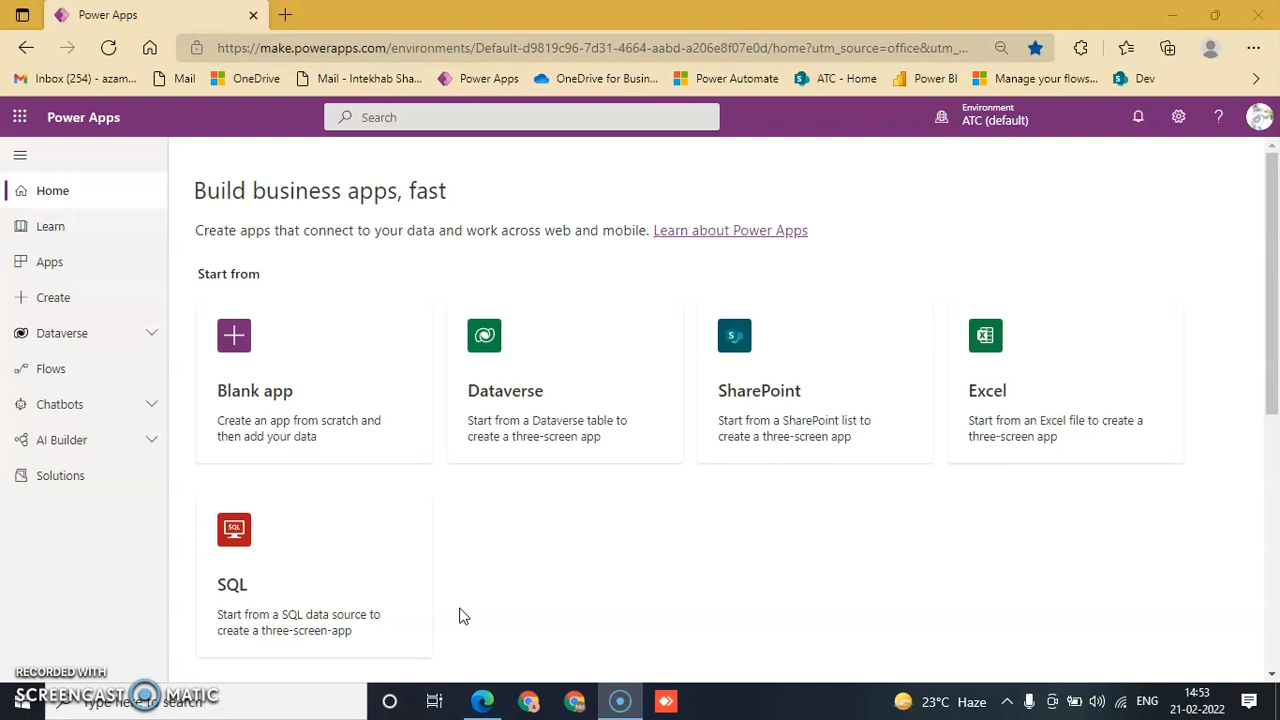 Power Apps
https://make.powerapps.com/environments/Default-d9819c96-7d31-4664-aabd-a206e8f07e0d/home?utm_source=office&utm_...
Inbox (254) - azam... Mail OneDrive Mail - Intekhab Sha... Power Apps OneDrive for Busin... Power Automate ATC - Home Power BI Manage your flows... Dev
Power Apps Search Environment
ATC (default)
Home
Learn
Apps
Create
Dataverse
Flows
Chatbots
AI Builder
Solutions
Build business apps, fast
Create apps that connect to your data and work across web and mobile. Learn about Power Apps
Start from
Blank app
Create an app from scratch and
then add your data
Dataverse
Start from a Dataverse table to
create a three-screen app
SharePoint
Start from a SharePoint list to
create a three-screen app
Excel
Start from an Excel file to create a
three-screen app
SQL
SQL
Start from a SQL data source to
create a three-screen-app
RECORDED WITH
SCREENCAST MATIC
Type here to search
23°C Haze
ENG
14:53
21-02-2022